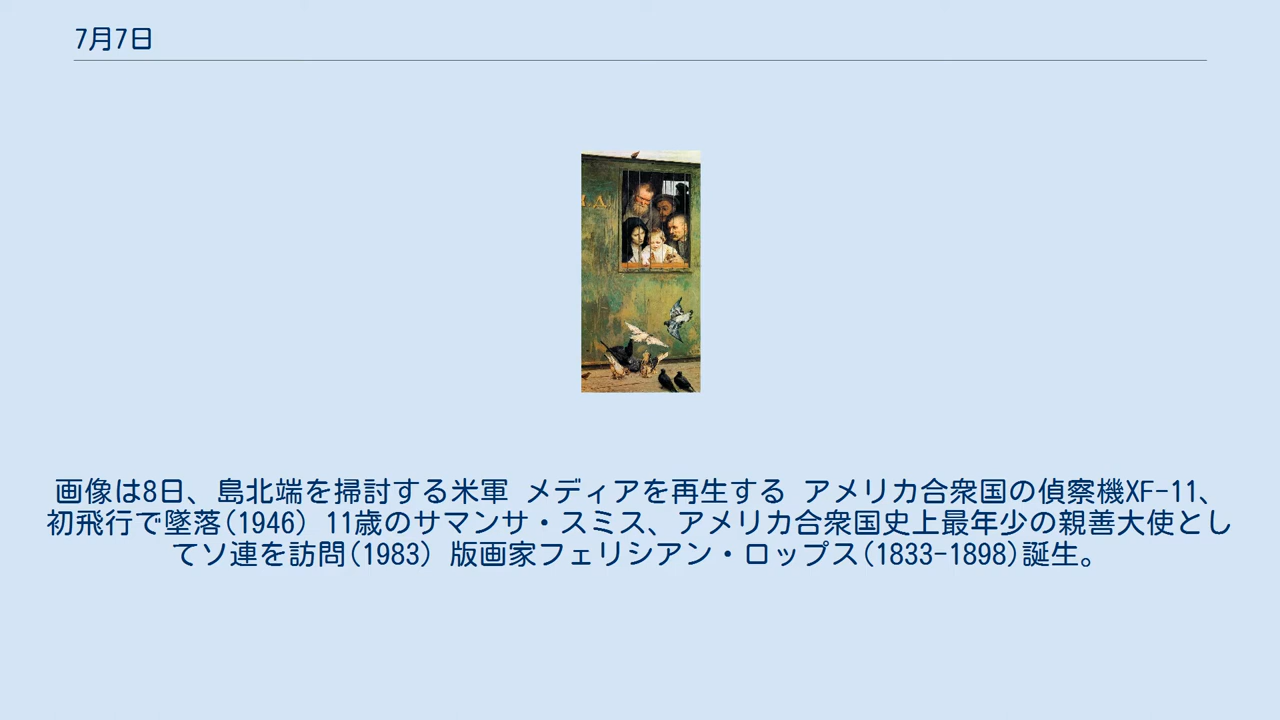 7月7日
画像は8日、島北端を掃討する米軍 メディアを再生する アメリカ合衆国の偵察機XF-11、
初飛行で墜落(1946) 11歳のサマンサ・スミス、アメリカ合衆国史上最年少の親善大使とし
てソ連を訪問(1983) 版画家フェリシアン・ロップス(1833-1898)誕生。